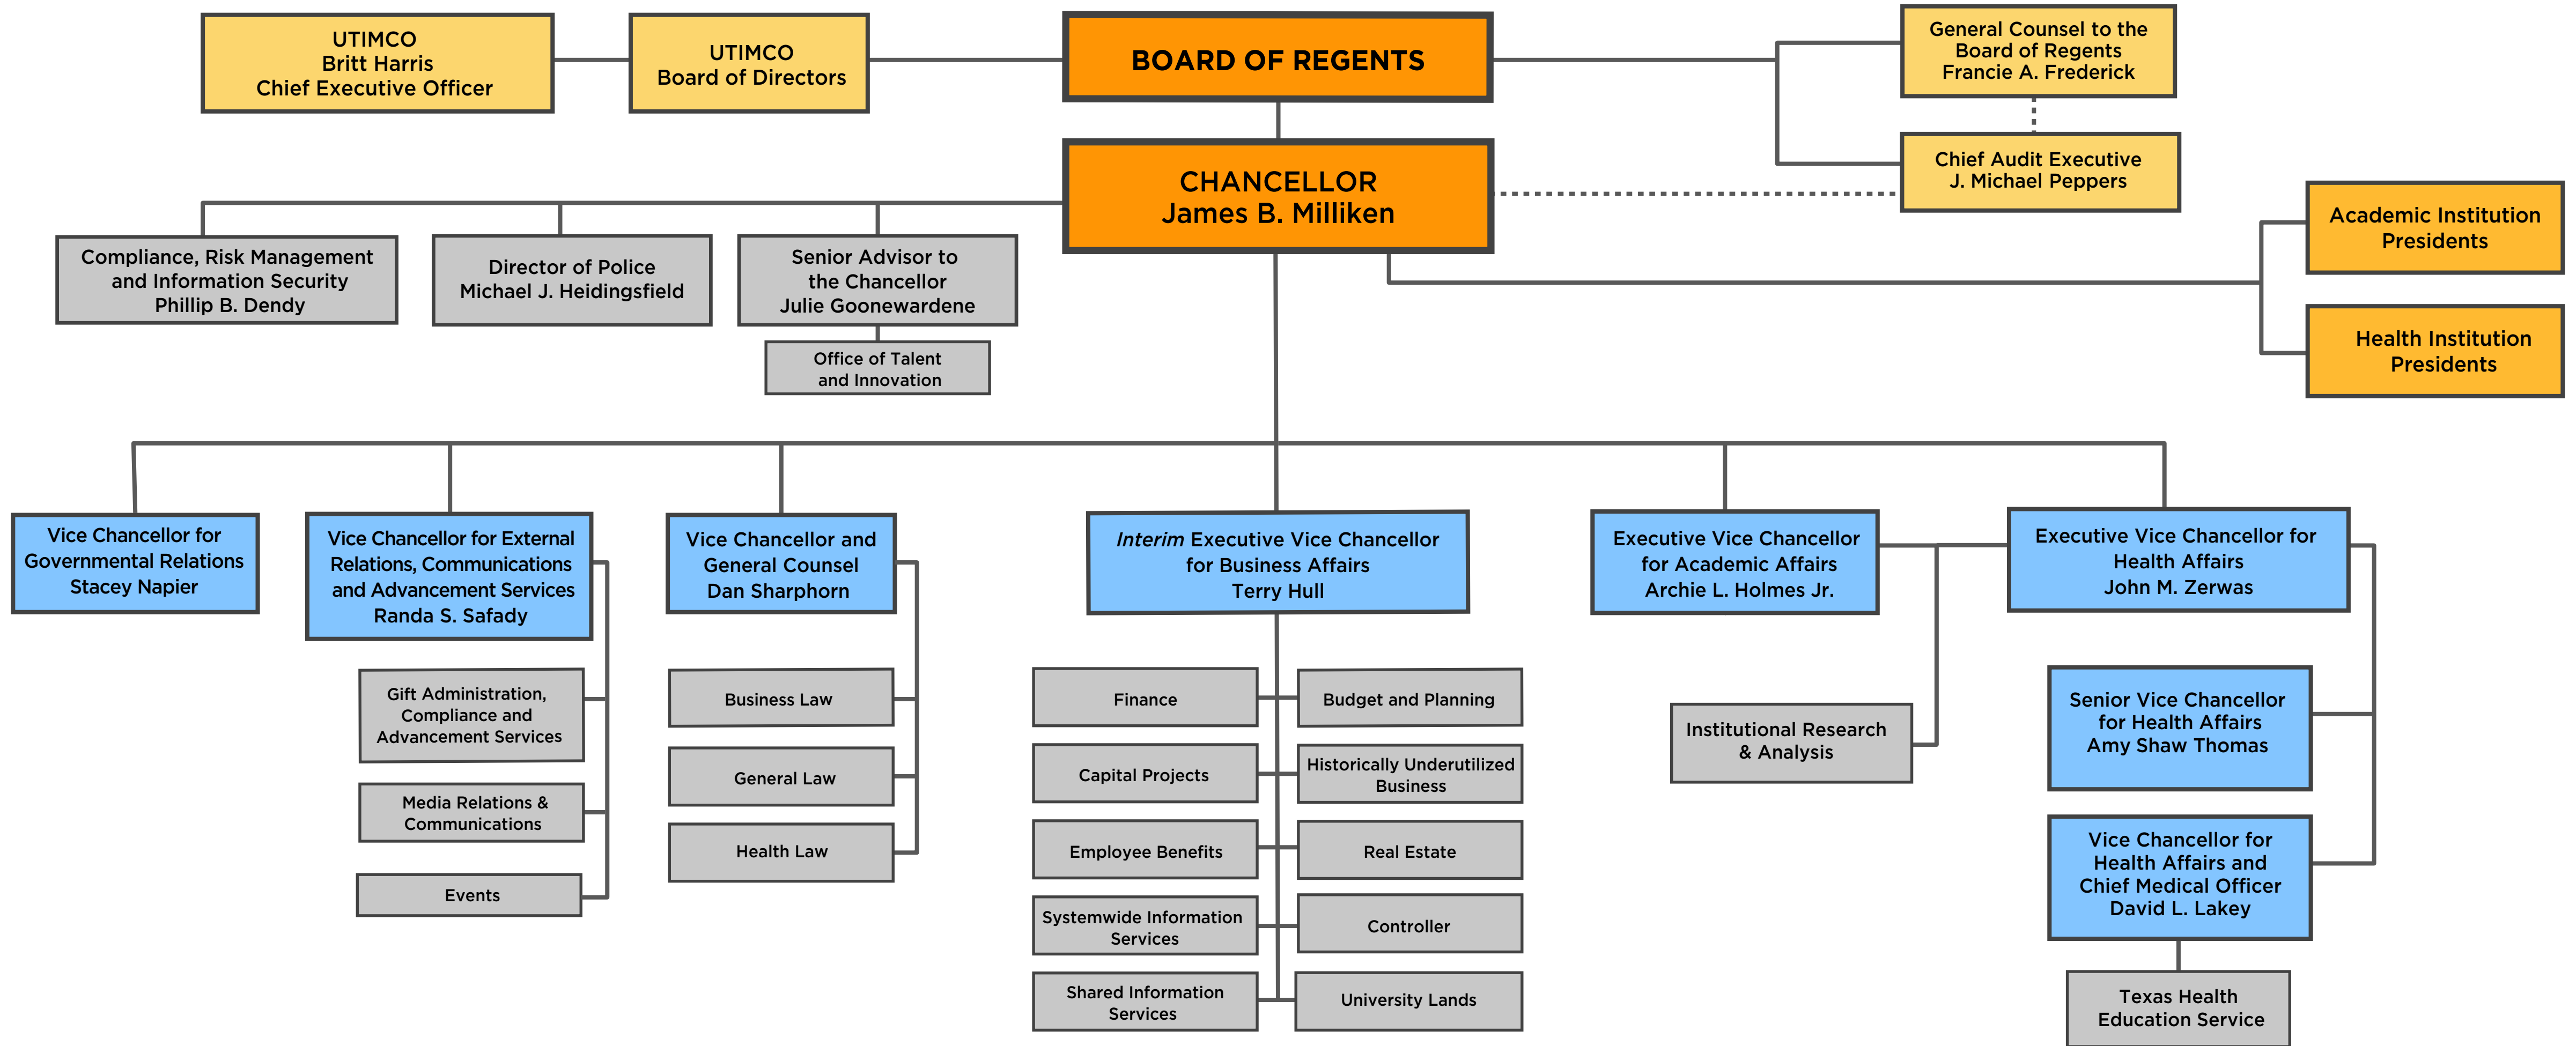 UTIMCO
Britt Harris
Chief Executive Officer
UTIMCO
Board of Directors
BOARD OF REGENTS
General Counsel to the
Board of Regents
Francie A. Frederick
Chief Audit Executive
J. Michael Peppers
CHANCELLOR
James B. Milliken
Academic Institution
Presidents
Health Institution
Presidents
Compliance, Risk Management
and Information Security
Phillip B. Dendy
Director of Police
Michael J. Heidingsfield
Senior Advisor to
the Chancellor
Julie Goonewardene
Office of Talent
and Innovation
Vice Chancellor for
Governmental Relations
Stacey Napier
Vice Chancellor for External
Relations, Communications
and Advancement Services
Randa S. Safady
Gift Administration,
Compliance and
Advancement Services
Media Relations &
Communications
Events
Vice Chancellor and
General Counsel
Dan Sharphorn
Business Law
General Law
Health Law
Interim Executive Vice Chancellor
for Business Affairs
Terry Hull
Finance
Budget and Planning
Capital Projects
Historically Underutilized
Business
Employee Benefits
Real Estate
Systemwide Information
Services
Controller
Shared Information
Services
University Lands
Executive Vice Chancellor
for Academic Affairs
Archie L. Holmes Jr.
Institutional Research
& Analysis
Executive Vice Chancellor for
Health Affairs
John M. Zerwas
Senior Vice Chancellor
for Health Affairs
Amy Shaw Thomas
Vice Chancellor for
Health Affairs and
Chief Medical Officer
David L. Lakey
Texas Health
Education Service